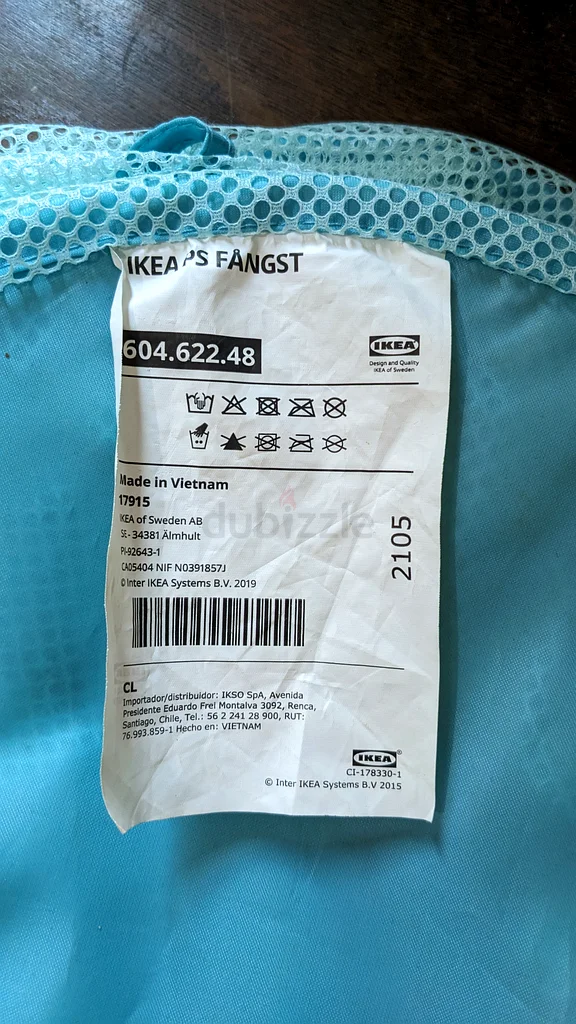 IKEA PS FÅNGST
604.622.48
IKEA
Design and Quality
IKEA of Sweden
Made in Vietnam
17915
IKEA of Sweden AB
SE - 34381 Älmhult
PI-92643-1
CA05404 NIF N0391857J
© Inter IKEA Systems B.V. 2019
2105
dubizzle
CL
Importador/distribuidor: IKSO SpA, Avenida
Presidente Eduardo Frei Montalva 3092, Renca,
Santiago, Chile, Tel.: 56 2 241 28 900, RUT:
76.993.859-1 Hecho en: VIETNAM
IKEA
CI-178330-1
© Inter IKEA Systems B.V 2015